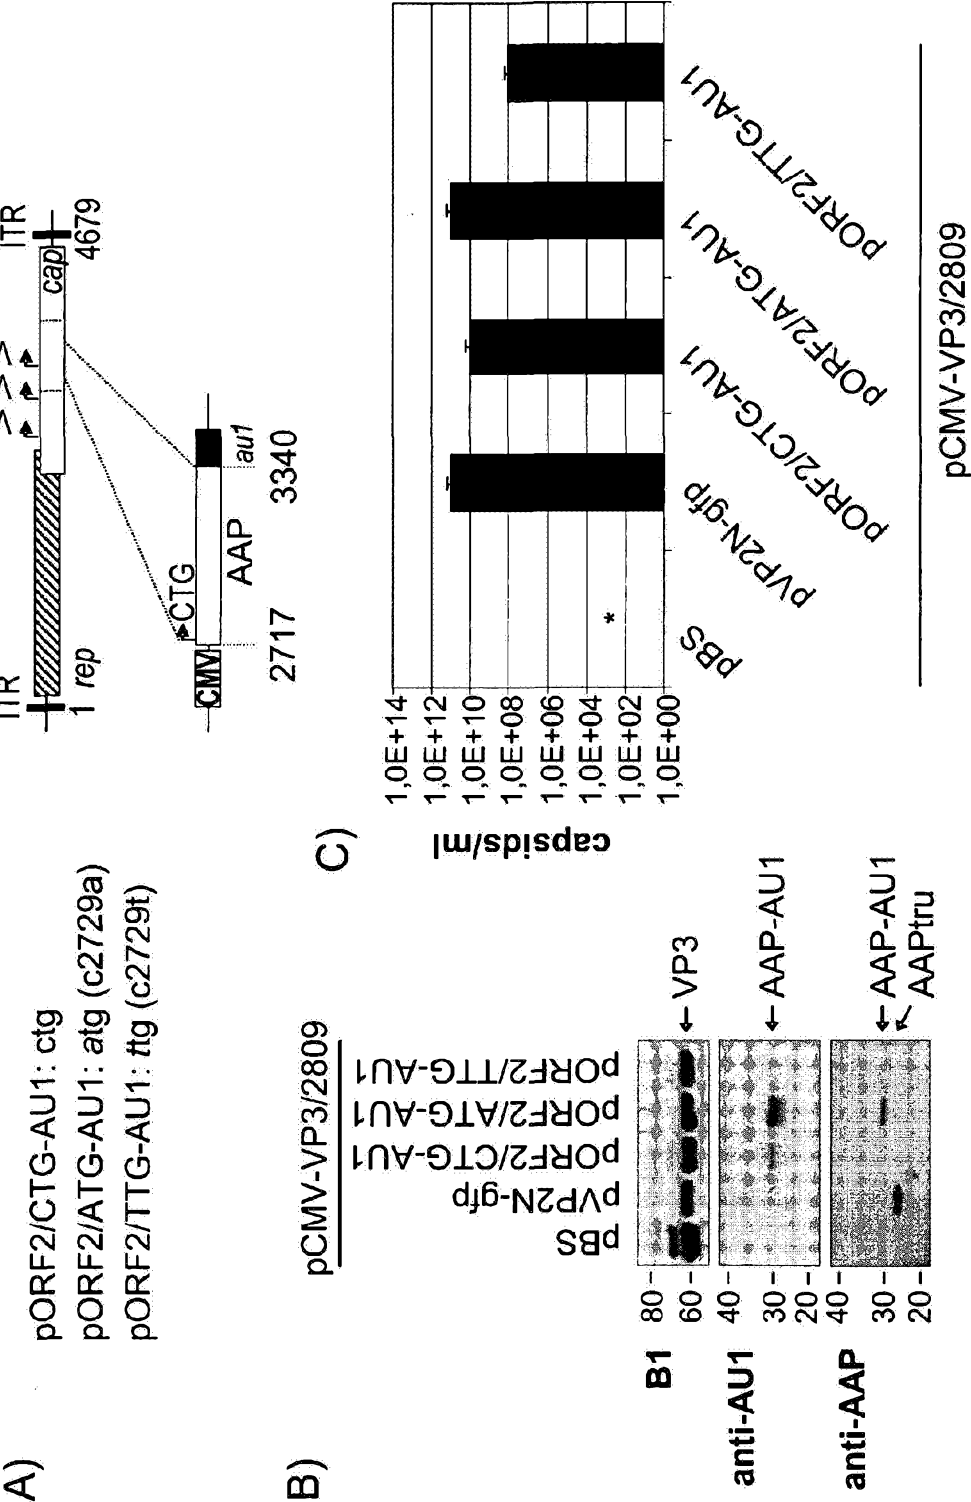 A)
pORF2/CTG-AU1: ctg
pORF2/ATG-AU1: atg (c2729a)
pORF2/TTG-AU1: ttg (c2729t)
ITR
ITR
1
rep
cap
4679
> > >
CTG
CMV
au1
2717
AAP
3340
B)
pCMV-VP3/2809
pBS
pVP2N-gfp
pORF2/CTG-AU1
pORF2/ATG-AU1
pORF2/TTG-AU1
B1
80
60
VP3
anti-AU1
40
30
20
AAP-AU1
anti-AAP
40
30
20
AAP-AU1
AAPtru
C)
capsids/ml
1,0E+14
1,0E+12
1,0E+10
1,0E+08
1,0E+06
1,0E+04
1,0E+02
1,0E+00
*
pBS
pVP2N-gfp
pORF2/CTG-AU1
pORF2/ATG-AU1
pORF2/TTG-AU1
pCMV-VP3/2809